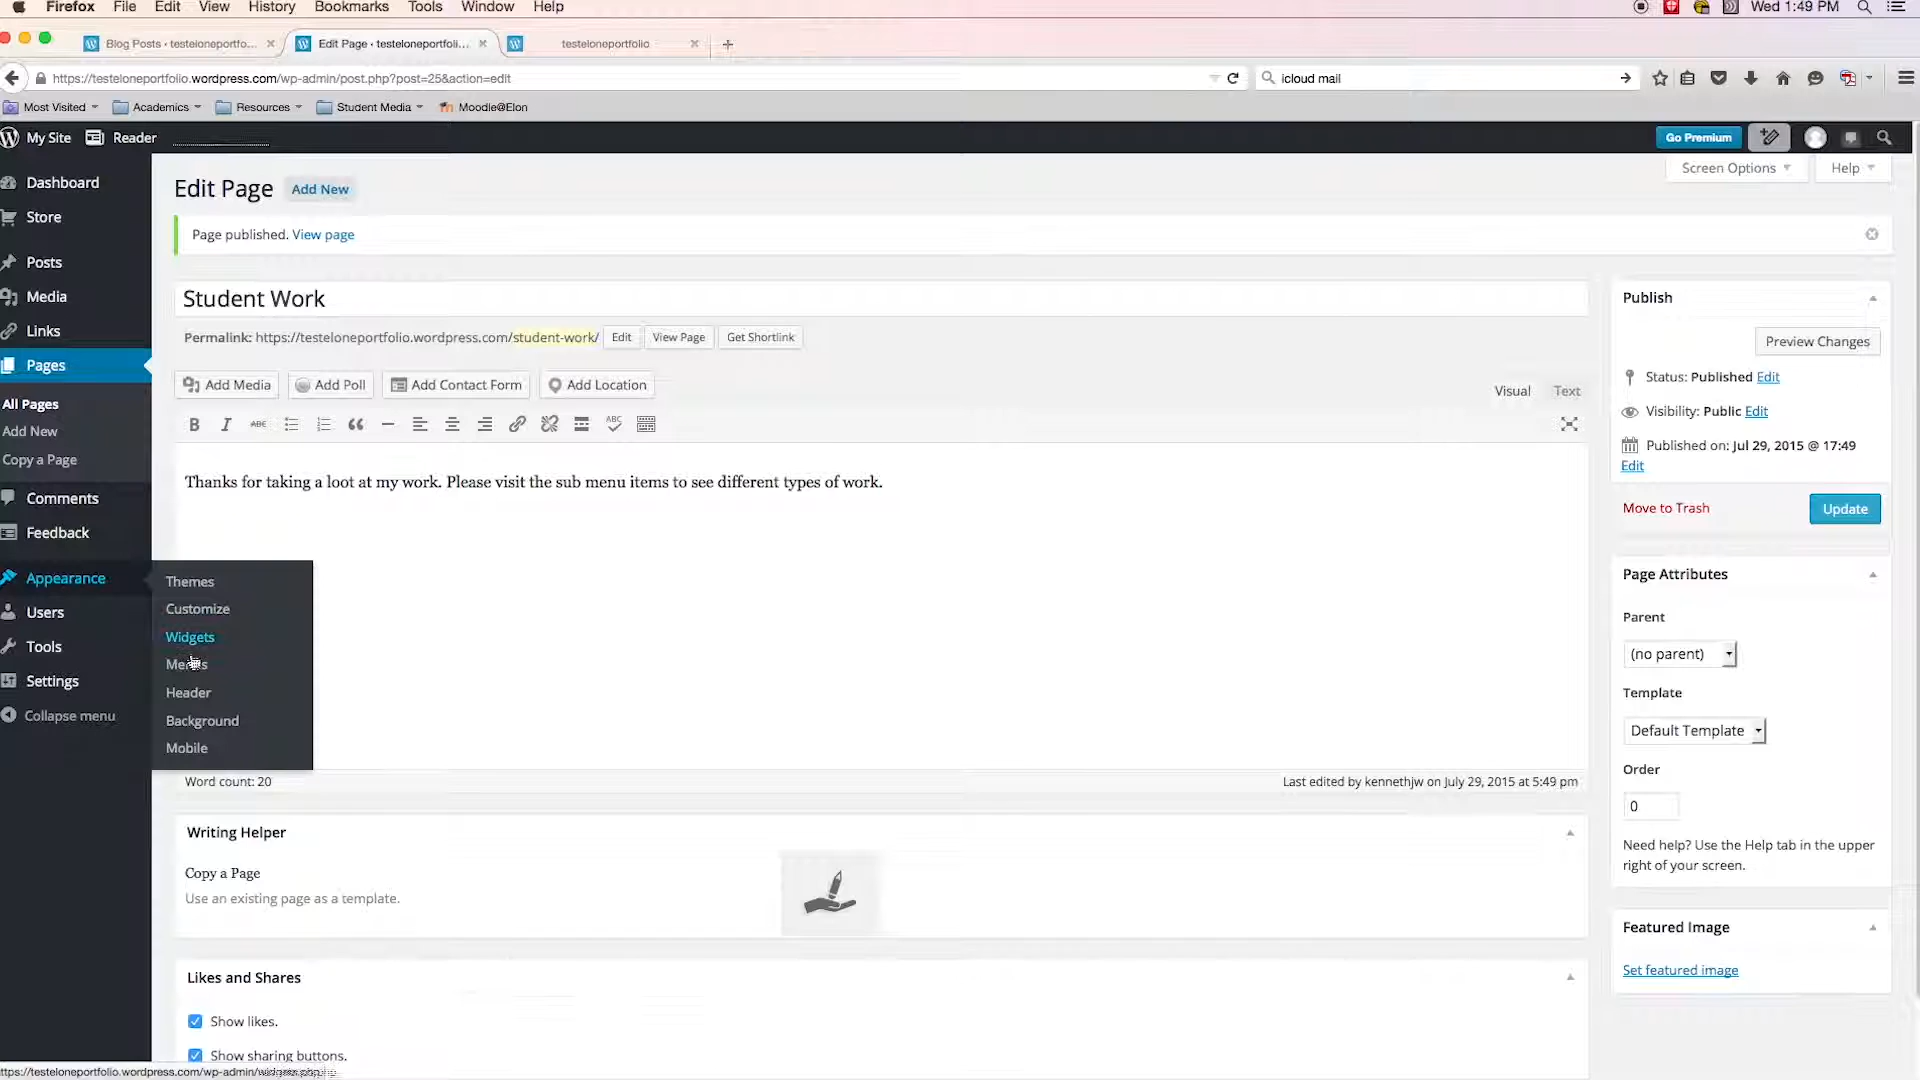 Firefox File Edit View History Bookmarks Tools Window Help Wed 1:49 PM
Blog Posts · testeloneportfo... Edit Page · testeloneportfoli... testeloneportfolio
https://testeloneportfolio.wordpress.com/wp-admin/post.php?post=25&action=edit icloud mail
Most Visited Academics Resources Student Media Moodle@Elon
My Site Reader Go Premium
Screen Options Help
Dashboard
Store
Posts
Media
Links
Pages
All Pages
Add New
Copy a Page
Comments
Feedback
Appearance
Users
Tools
Settings
Collapse menu
Themes
Customize
Widgets
Header
Background
Mobile
Edit Page Add New
Page published. View page
Student Work
Permalink: https://testeloneportfolio.wordpress.com/student-work/ Edit View Page Get Shortlink
Add Media Add Poll Add Contact Form Add Location Visual Text
B I ABC ABC
Thanks for taking a loot at my work. Please visit the sub menu items to see different types of work.
Word count: 20 Last edited by kennethjw on July 29, 2015 at 5:49 pm
Writing Helper
Copy a Page
Use an existing page as a template.
Likes and Shares
Show likes.
Show sharing buttons.
Publish
Preview Changes
Status: Published Edit
Visibility: Public Edit
Published on: Jul 29, 2015 @ 17:49
Edit
Move to Trash Update
Page Attributes
Parent
(no parent)
Template
Default Template
Order
0
Need help? Use the Help tab in the upper
right of your screen.
Featured Image
Set featured image